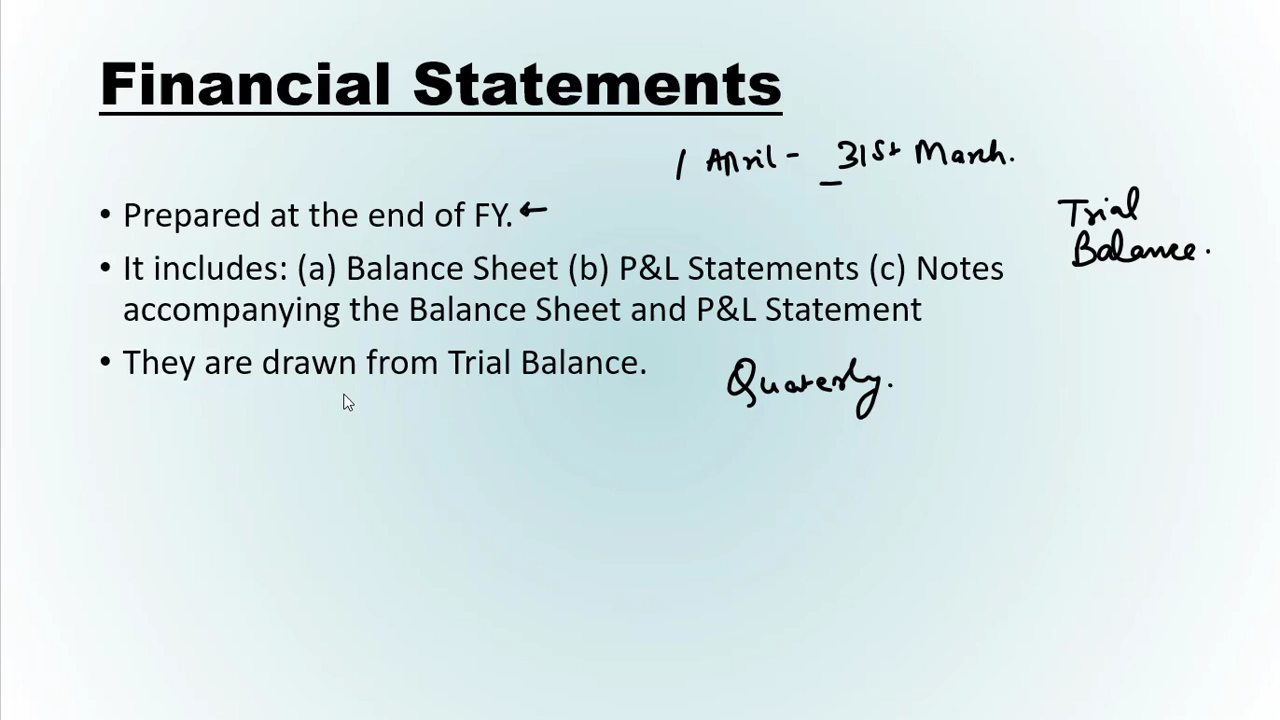 Financial Statements
1 April - 31st March.
• Prepared at the end of FY.←
Trial
Balance.
• It includes: (a) Balance Sheet (b) P&L Statements (c) Notes
accompanying the Balance Sheet and P&L Statement
• They are drawn from Trial Balance.
Quaterly.